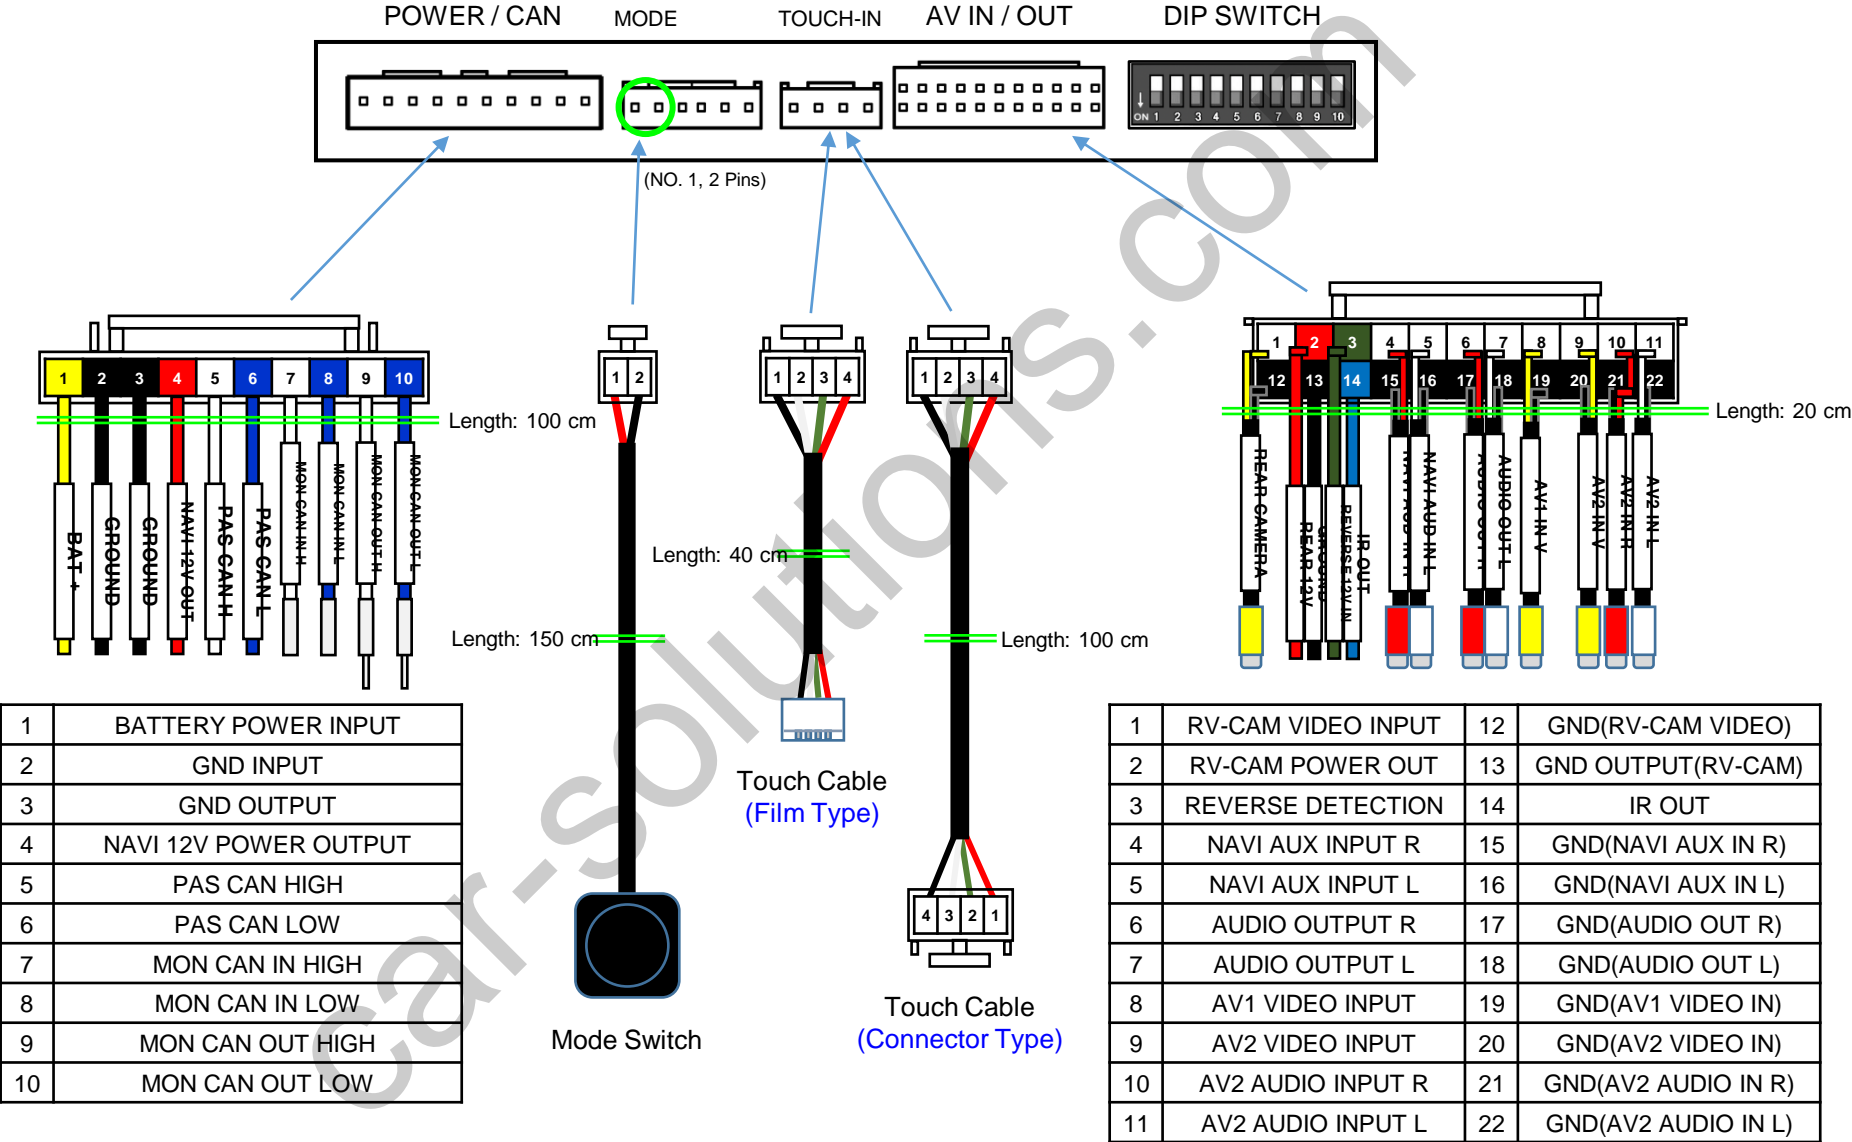 POWER / CAN MODE TOUCH-IN AV IN / OUT DIP SWITCH
ON 1 2 3 4 5 6 7 8 9 10
(NO. 1, 2 Pins)
1 2 3 4 5 6 7 8 9 10
1 2
1 2 3 4
1 2 3 4
1 2 3 4 5 6 7 8 9 10 11
12 13 14 15 16 17 18 19 20 21 22
Length: 100 cm
Length: 20 cm
BAT +
GROUND
GROUND
NAVI 12V OUT
PAS CAN H
PAS CAN L
MON CAN IN H
MON CAN IN L
MON CAN OUT H
MON CAN OUT L
Length: 40 cm
Length: 150 cm
Length: 100 cm
REAR CAMERA
REAR 12V
GROUND
REVERSE 12V IN
IR OUT
NAVI AUD IN R
NAVI AUD IN L
AUDIO OUT R
AUDIO OUT L
AV1 IN V
AV2 IN V
AV2 IN R
AV2 IN L
1 BATTERY POWER INPUT
2 GND INPUT
3 GND OUTPUT
4 NAVI 12V POWER OUTPUT
5 PAS CAN HIGH
6 PAS CAN LOW
7 MON CAN IN HIGH
8 MON CAN IN LOW
9 MON CAN OUT HIGH
10 MON CAN OUT LOW
Mode Switch
Touch Cable
(Film Type)
4 3 2 1
Touch Cable
(Connector Type)
1 RV-CAM VIDEO INPUT 12 GND(RV-CAM VIDEO)
2 RV-CAM POWER OUT 13 GND OUTPUT(RV-CAM)
3 REVERSE DETECTION 14 IR OUT
4 NAVI AUX INPUT R 15 GND(NAVI AUX IN R)
5 NAVI AUX INPUT L 16 GND(NAVI AUX IN L)
6 AUDIO OUTPUT R 17 GND(AUDIO OUT R)
7 AUDIO OUTPUT L 18 GND(AUDIO OUT L)
8 AV1 VIDEO INPUT 19 GND(AV1 VIDEO IN)
9 AV2 VIDEO INPUT 20 GND(AV2 VIDEO IN)
10 AV2 AUDIO INPUT R 21 GND(AV2 AUDIO IN R)
11 AV2 AUDIO INPUT L 22 GND(AV2 AUDIO IN L)
car-solutions.com